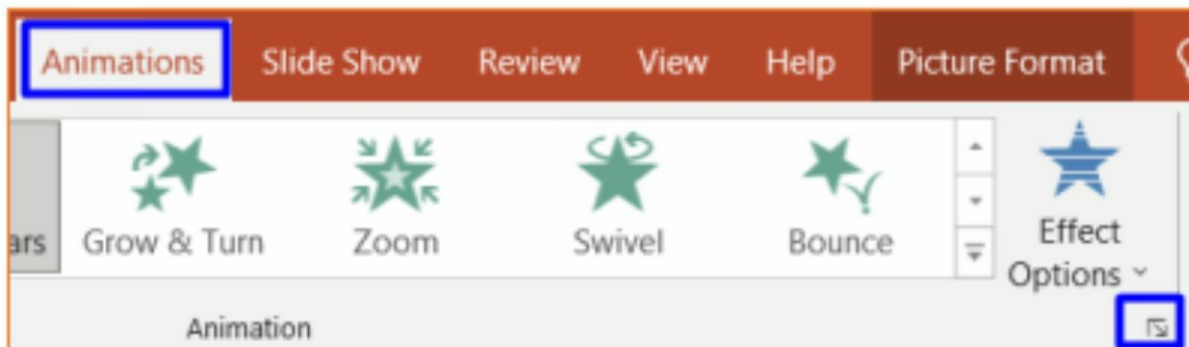 Animations Slide Show Review View Help Picture Format
ars Grow & Turn Zoom Swivel Bounce Effect
Options
Animation